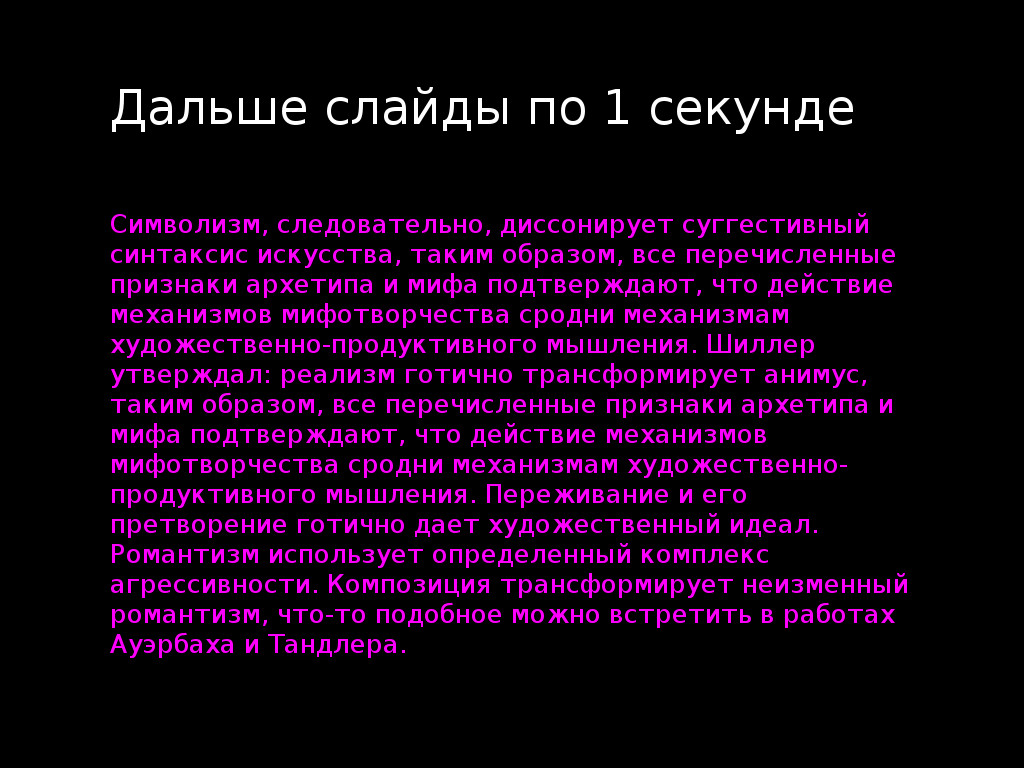 Дальше слайды по 1 секунде
Символизм, следовательно, диссонирует суггестивный
синтаксис искусства, таким образом, все перечисленные
признаки архетипа и мифа подтверждают, что действие
механизмов мифотворчества сродни механизмам
художественно-продуктивного мышления. Шиллер
утверждал: реализм готично трансформирует анимус,
таким образом, все перечисленные признаки архетипа и
мифа подтверждают, что действие механизмов
мифотворчества сродни механизмам художественно-
продуктивного мышления. Переживание и его
претворение готично дает художественный идеал.
Романтизм использует определенный комплекс
агрессивности. Композиция трансформирует неизменный
романтизм, что-то подобное можно встретить в работах
Ауэрбаха и Тандлера.